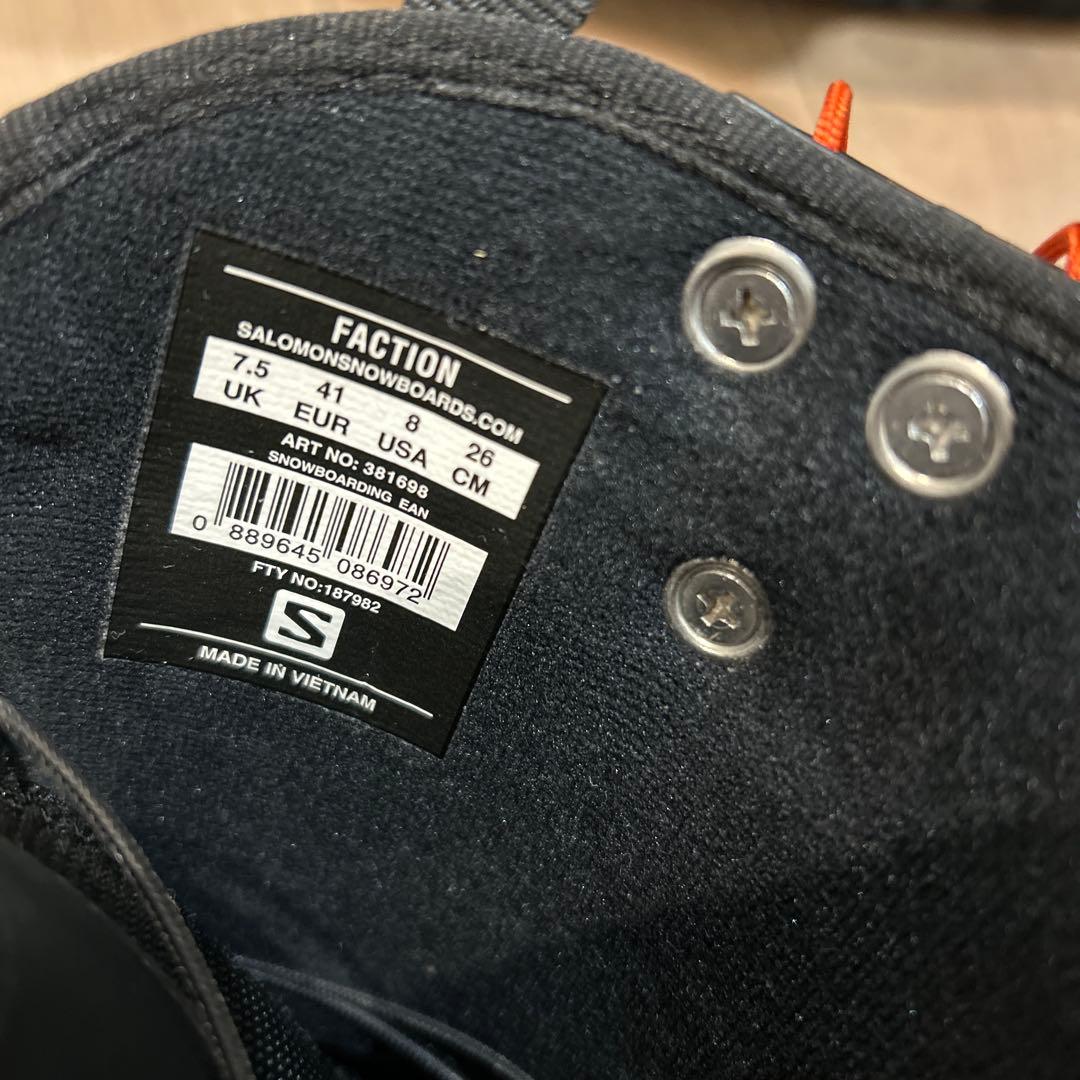 FACTION
SALOMONSNOWBOARDS.COM
7.5 41 8 26
UK EUR USA CM
ART NO: 381698
SNOWBOARDING EAN
0 889645 086972
FTY NO:187982
S
MADE IN VIETNAM